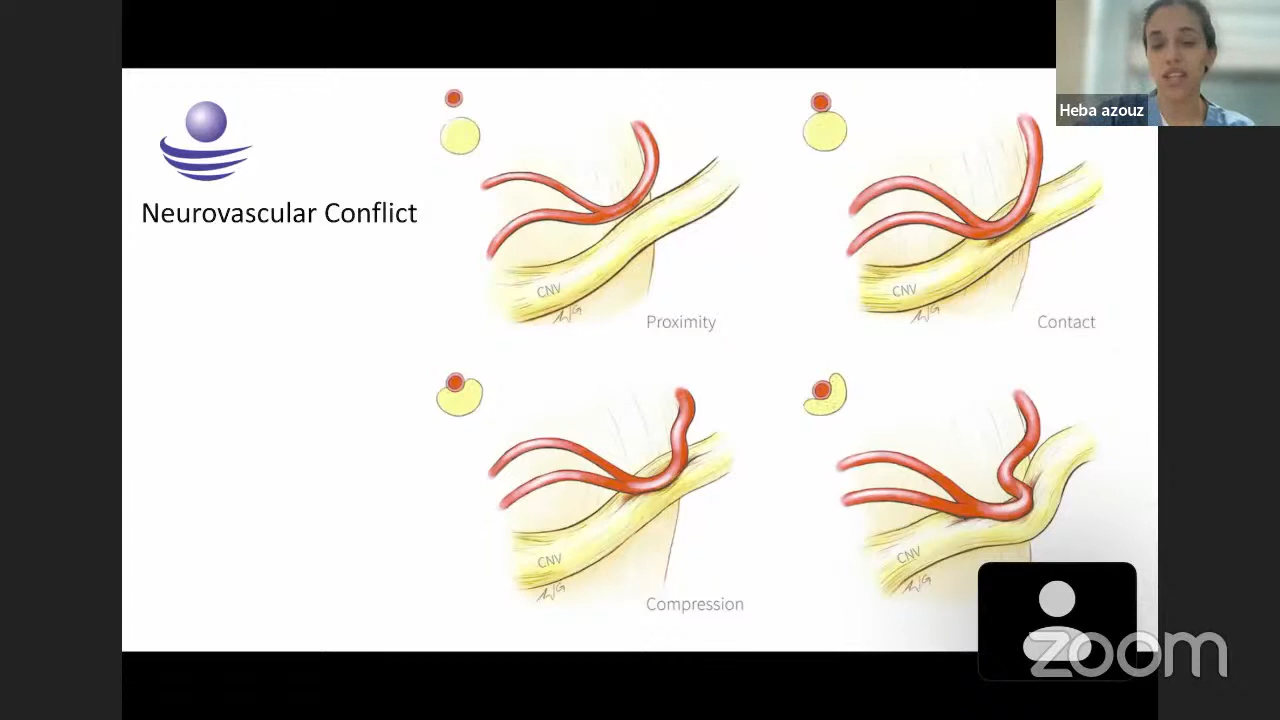 Heba azouz
Neurovascular Conflict
CNV
Proximity
CNV
Contact
CNV
Compression
CNV
zoom